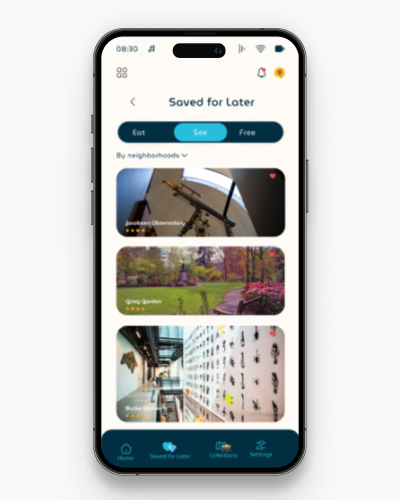 08:30
Saved for Later
Eat
See
Free
By neighborhoods
Jacobsen Observatory
Grieg Garden
Burke Museum
Home
Saved for Later
Collections
Settings